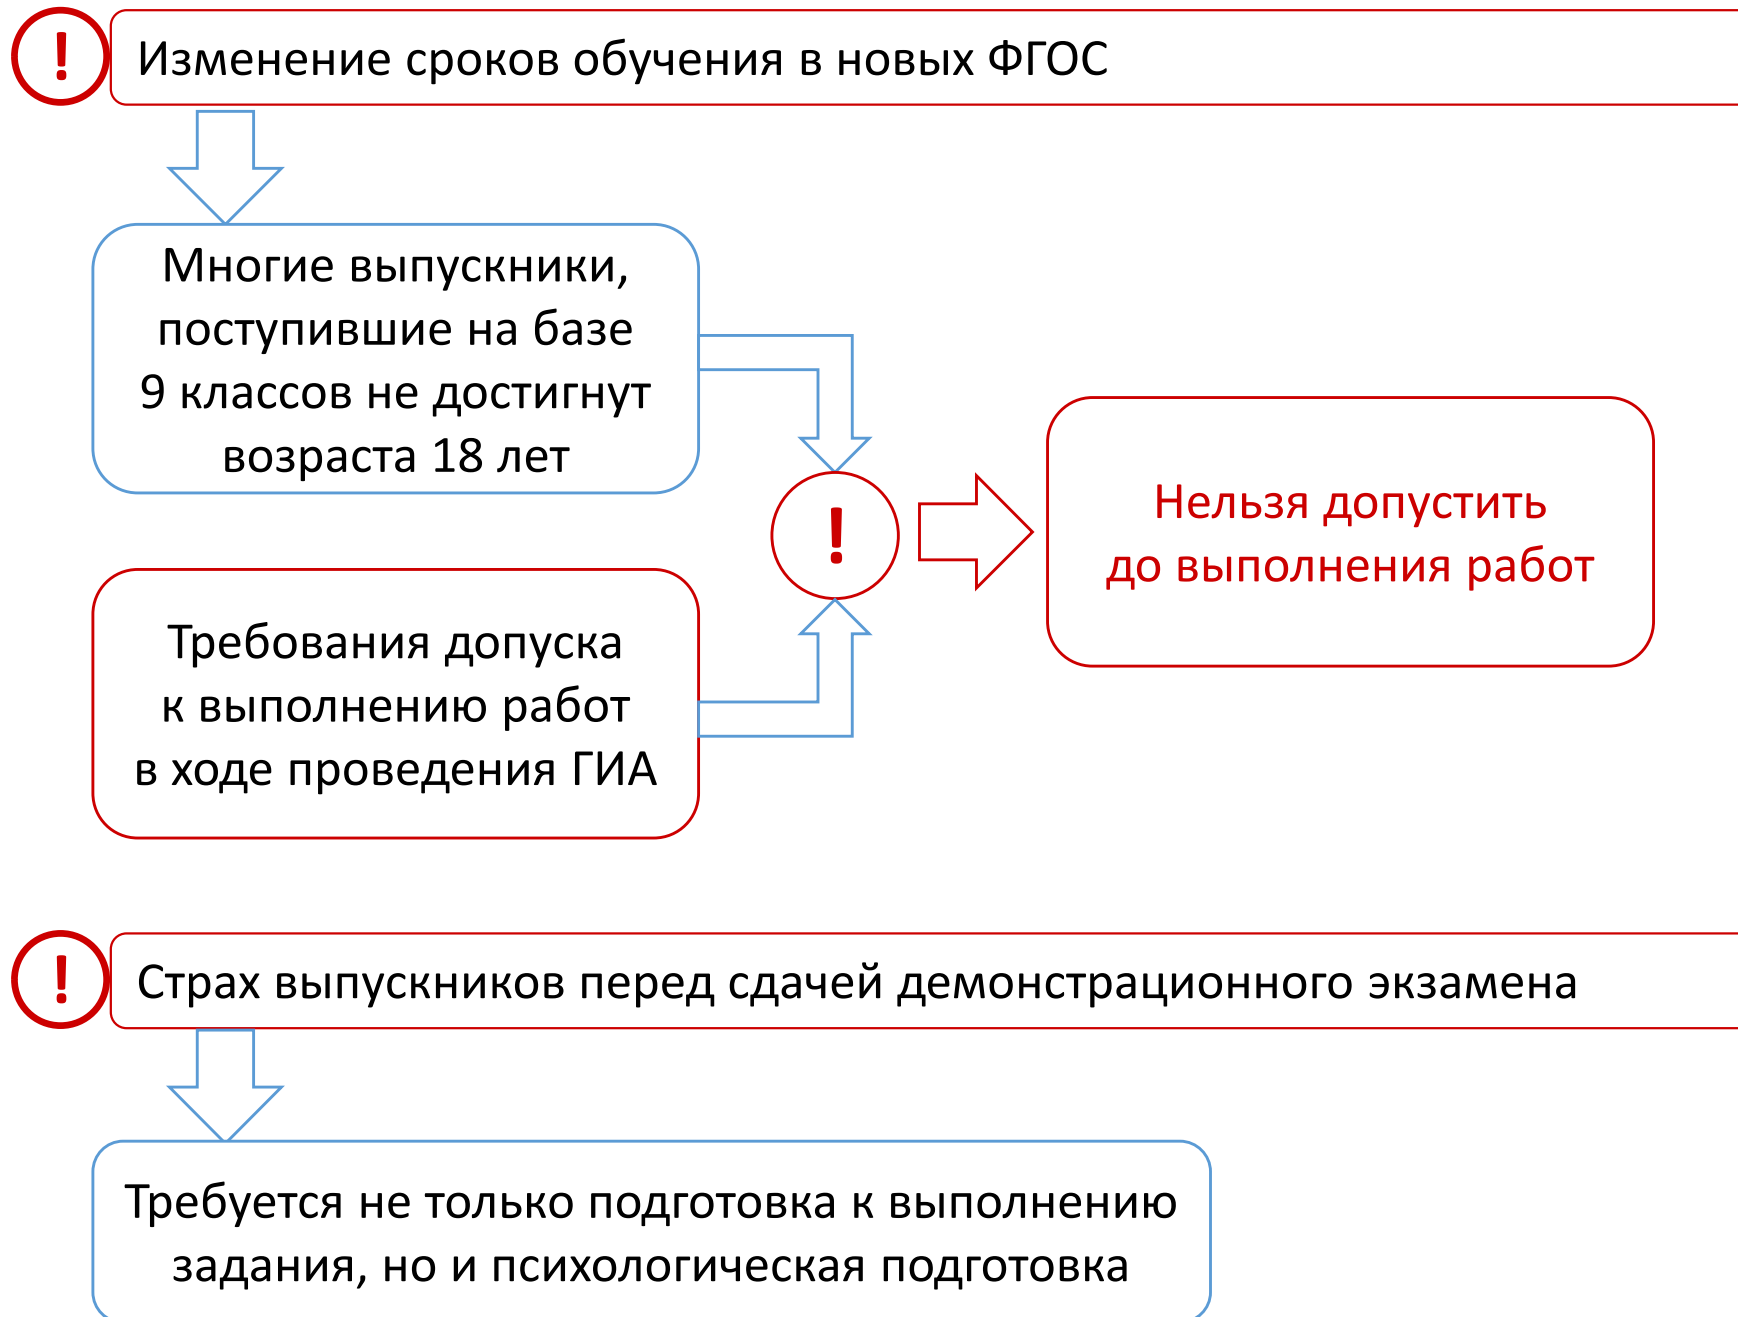 !
Изменение сроков обучения в новых ФГОС
Многие выпускники,
поступившие на базе
9 классов не достигнут
возраста 18 лет
!
Нельзя допустить
до выполнения работ
Требования допуска
к выполнению работ
в ходе проведения ГИА
!
Страх выпускников перед сдачей демонстрационного экзамена
Требуется не только подготовка к выполнению
задания, но и психологическая подготовка